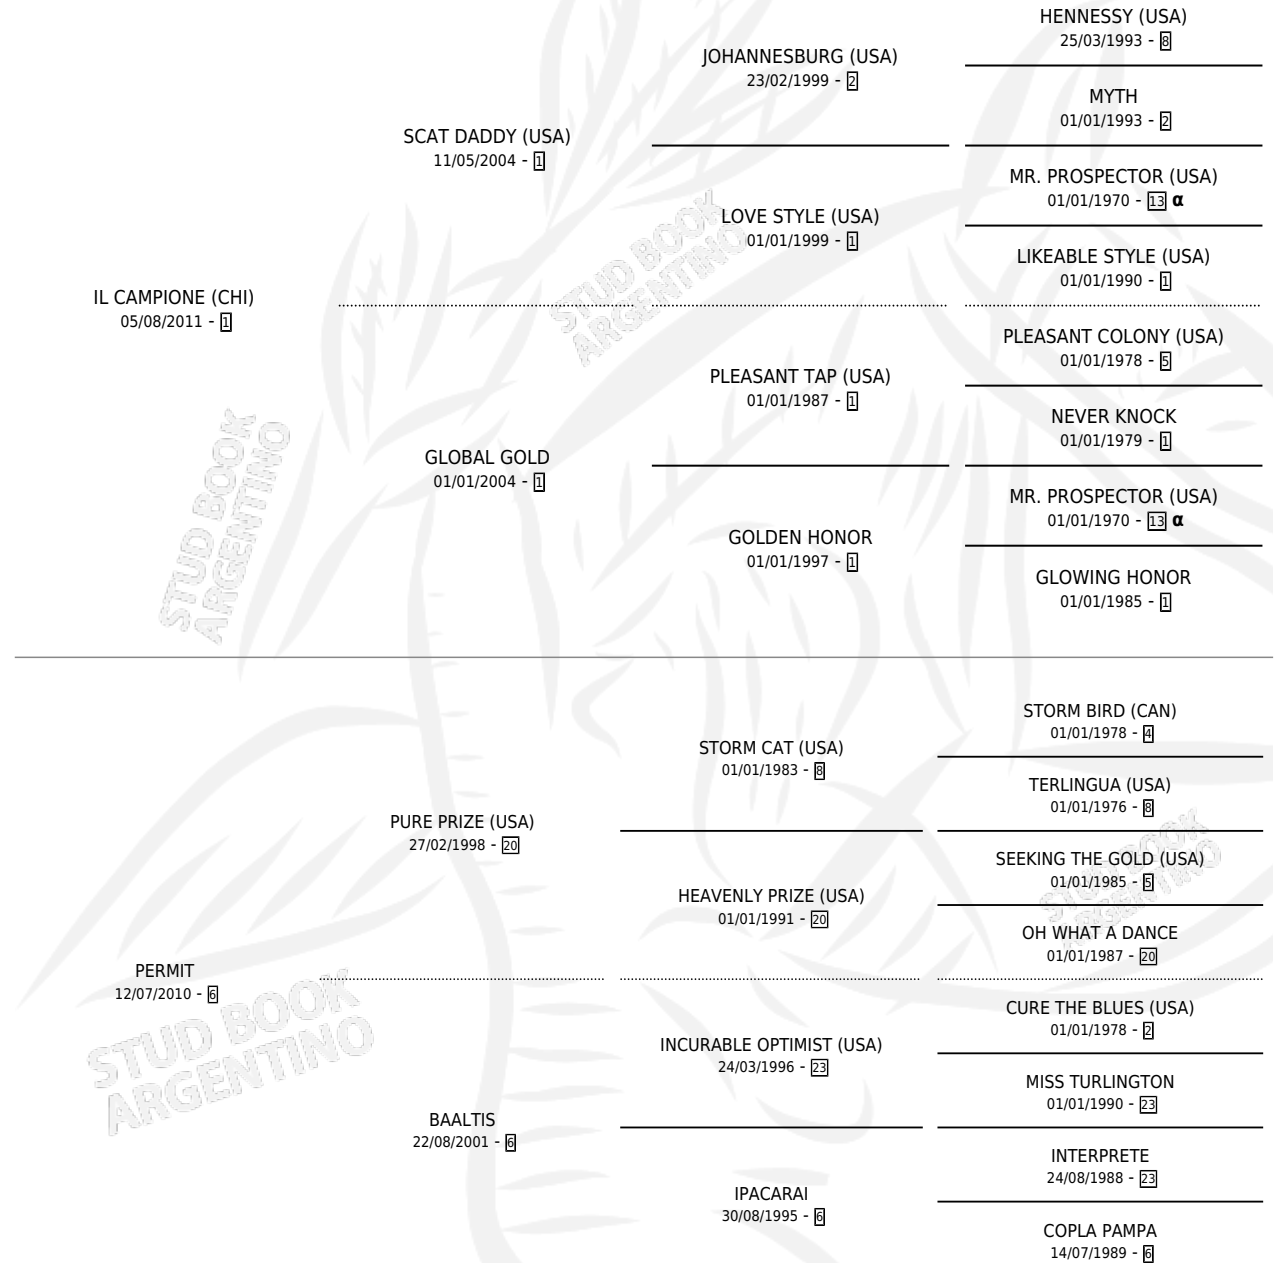 HENNESSY (USA)
25/03/1993 - 8
JOHANNESBURG (USA)
23/02/1999 - 2
MYTH
01/01/1993 - 2
SCAT DADDY (USA)
11/05/2004 - 1
MR. PROSPECTOR (USA)
01/01/1970 - 13 α
LOVE STYLE (USA)
01/01/1999 - 1
LIKEABLE STYLE (USA)
01/01/1990 - 1
IL CAMPIONE (CHI)
05/08/2011 - 1
PLEASANT COLONY (USA)
01/01/1978 - 5
PLEASANT TAP (USA)
01/01/1987 - 1
NEVER KNOCK
01/01/1979 - 1
GLOBAL GOLD
01/01/2004 - 1
MR. PROSPECTOR (USA)
01/01/1970 - 13 α
GOLDEN HONOR
01/01/1997 - 1
GLOWING HONOR
01/01/1985 - 1
STORM BIRD (CAN)
01/01/1978 - 4
STORM CAT (USA)
01/01/1983 - 8
TERLINGUA (USA)
01/01/1976 - 8
PURE PRIZE (USA)
27/02/1998 - 20
SEEKING THE GOLD (USA)
01/01/1985 - 5
HEAVENLY PRIZE (USA)
01/01/1991 - 20
OH WHAT A DANCE
01/01/1987 - 20
PERMIT
12/07/2010 - 6
CURE THE BLUES (USA)
01/01/1978 - 2
INCURABLE OPTIMIST (USA)
24/03/1996 - 23
MISS TURLINGTON
01/01/1990 - 23
BAALTIS
22/08/2001 - 6
INTERPRETE
24/08/1988 - 23
IPACARAI
30/08/1995 - 6
COPLA PAMPA
14/07/1989 - 6
STUD BOOK
ARGENTINO
STUD BOOK
ARGENTINO
STUD BOOK
ARGENTINO
STUD BOOK
ARGENTINO